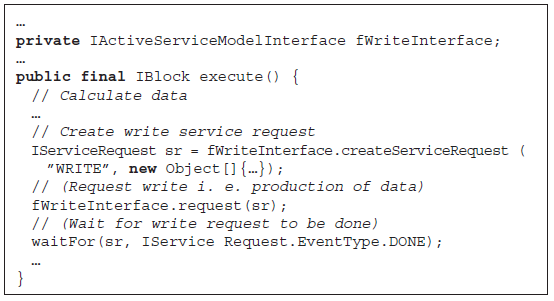 …
private IActiveServiceModelInterface fWriteInterface;
…
public final IBlock execute() {
// Calculate data
…
// Create write service request
IServiceRequest sr = fWriteInterface.createServiceRequest (
”WRITE”, new Object[]{…});
// (Request write i. e. production of data)
fWriteInterface.request(sr);
// (Wait for write request to be done)
waitFor(sr, IService Request.EventType.DONE);
…
}